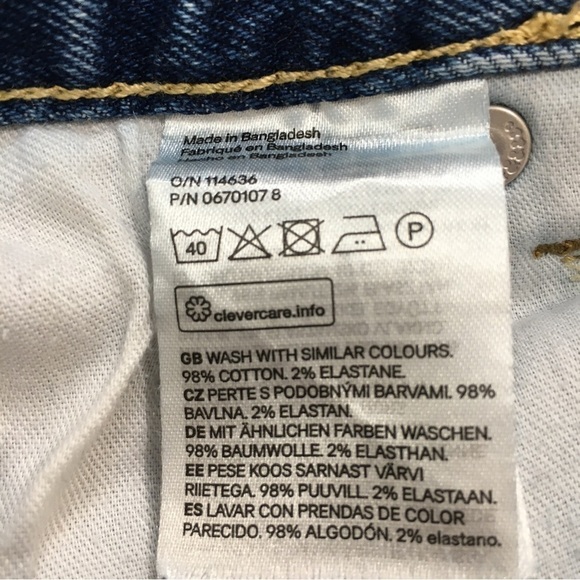 Made in Bangladesh
Fabriqué en Bangladesh
Hecho en Bangladesh
O/N 114636
P/N 0670107 8
40
P
clevercare.info
GB WASH WITH SIMILAR COLOURS.
98% COTTON. 2% ELASTANE.
CZ PERTE S PODOBNÝMI BARVAMI. 98%
BAVLNA. 2% ELASTAN.
DE MIT ÄHNLICHEN FARBEN WASCHEN.
98% BAUMWOLLE. 2% ELASTHAN.
EE PESE KOOS SARNAST VÄRVI
RIIETEGA. 98% PUUVILL. 2% ELASTAAN.
ES LAVAR CON PRENDAS DE COLOR
PARECIDO. 98% ALGODÓN. 2% elastano.